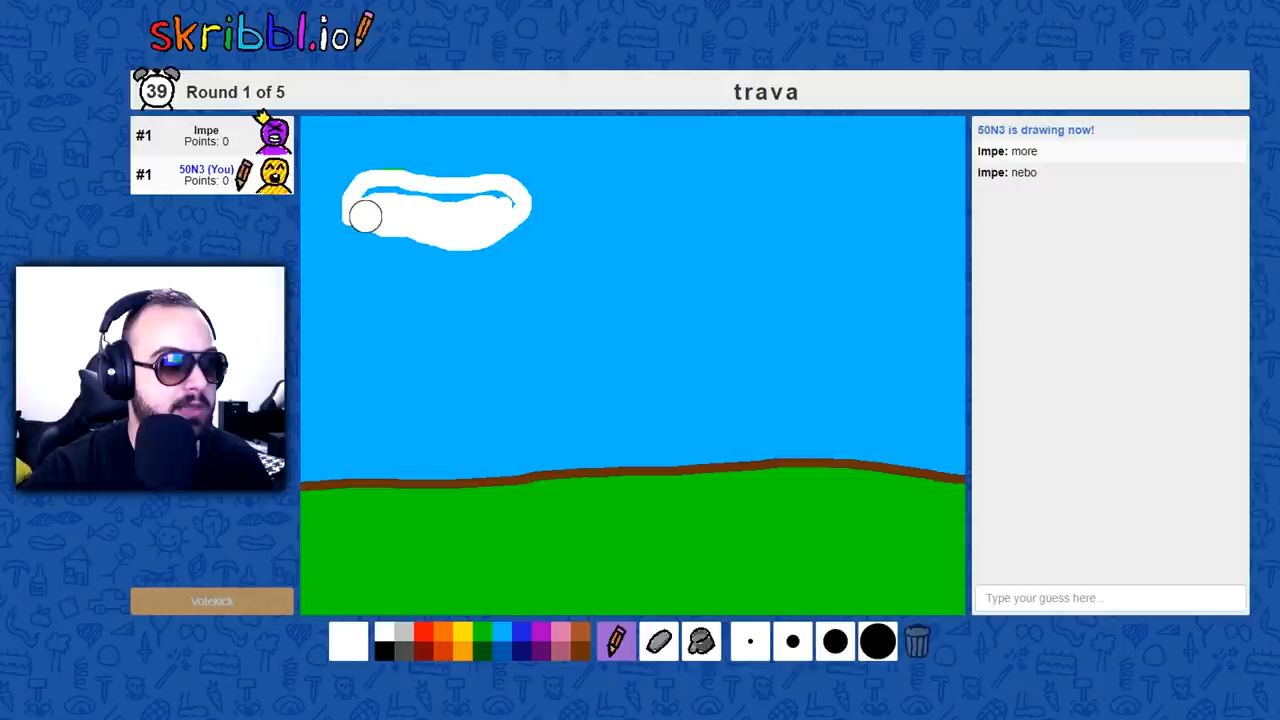 skribbl.io
39 Round 1 of 5 trava
#1 Impe
Points: 0
#1 50N3 (You)
Points: 0
50N3 is drawing now!
Impe: more
Impe: nebo
Votekick
Type your guess here...